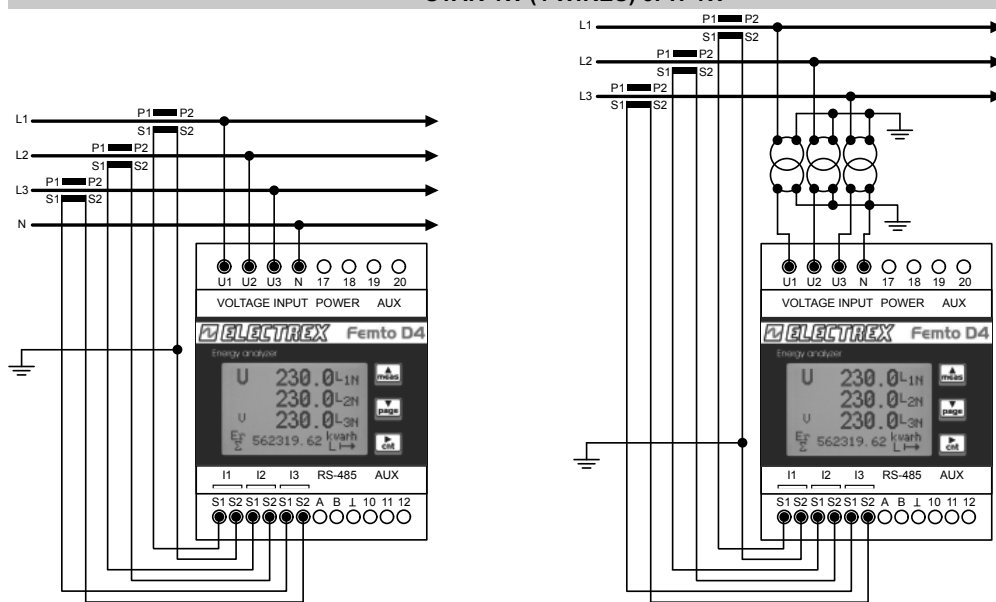 L1
P1 P2
S1 S2
L2
P1 P2
S1 S2
L3
P1 P2
S1 S2
N
U1 U2 U3 N 17 18 19 20
VOLTAGE INPUT POWER AUX
ELECTREX Femto D4
Energy analyzer
U 230.0 L1N
230.0 L2N
U 230.0 L3N
Er Σ 562319.62 kvarh L
meas
page
cnt
I1 I2 I3 RS-485 AUX
S1 S2 S1 S2 S1 S2 A B ⊥ 10 11 12
L1
P1 P2
S1 S2
L2
P1 P2
S1 S2
L3
P1 P2
S1 S2
U1 U2 U3 N 17 18 19 20
VOLTAGE INPUT POWER AUX
ELECTREX Femto D4
Energy analyzer
U 230.0 L1N
230.0 L2N
U 230.0 L3N
Er Σ 562319.62 kvarh L
meas
page
cnt
I1 I2 I3 RS-485 AUX
S1 S2 S1 S2 S1 S2 A B ⊥ 10 11 12